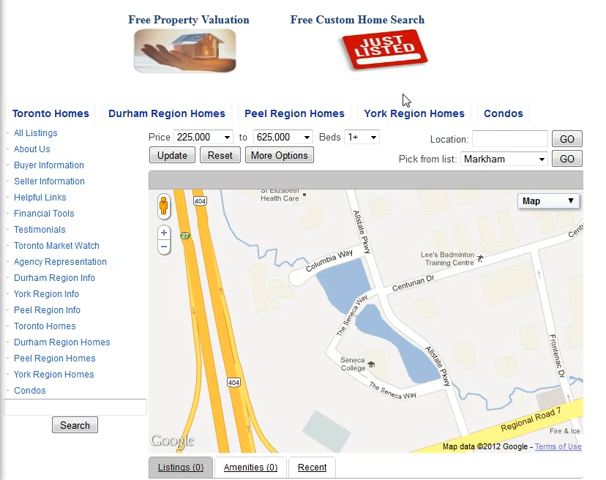 Free Property Valuation
Free Custom Home Search
JUST
LISTED
Toronto Homes
Durham Region Homes
Peel Region Homes
York Region Homes
Condos
All Listings
About Us
Buyer Information
Seller Information
Helpful Links
Financial Tools
Testimonials
Toronto Market Watch
Agency Representation
Durham Region Info
York Region Info
Peel Region Info
Toronto Homes
Durham Region Homes
Peel Region Homes
York Region Homes
Condos
Search
Price 225,000 to 625,000 Beds 1+
Location: GO
Update Reset More Options
Pick from list: Markham GO
Map
St Elizabeth
Health Care
404
27
Allstate Pkwy
Columbia Way
Lee's Badminton
Training Centre
Centurian Dr
The Seneca Way
Seneca
College
Allstate Pkwy
The Seneca Way
Frontenac Dr
404
Regional Road 7
Fire & Ice
Google
Map data ©2012 Google - Terms of Use
Listings (0) Amenities (0) Recent